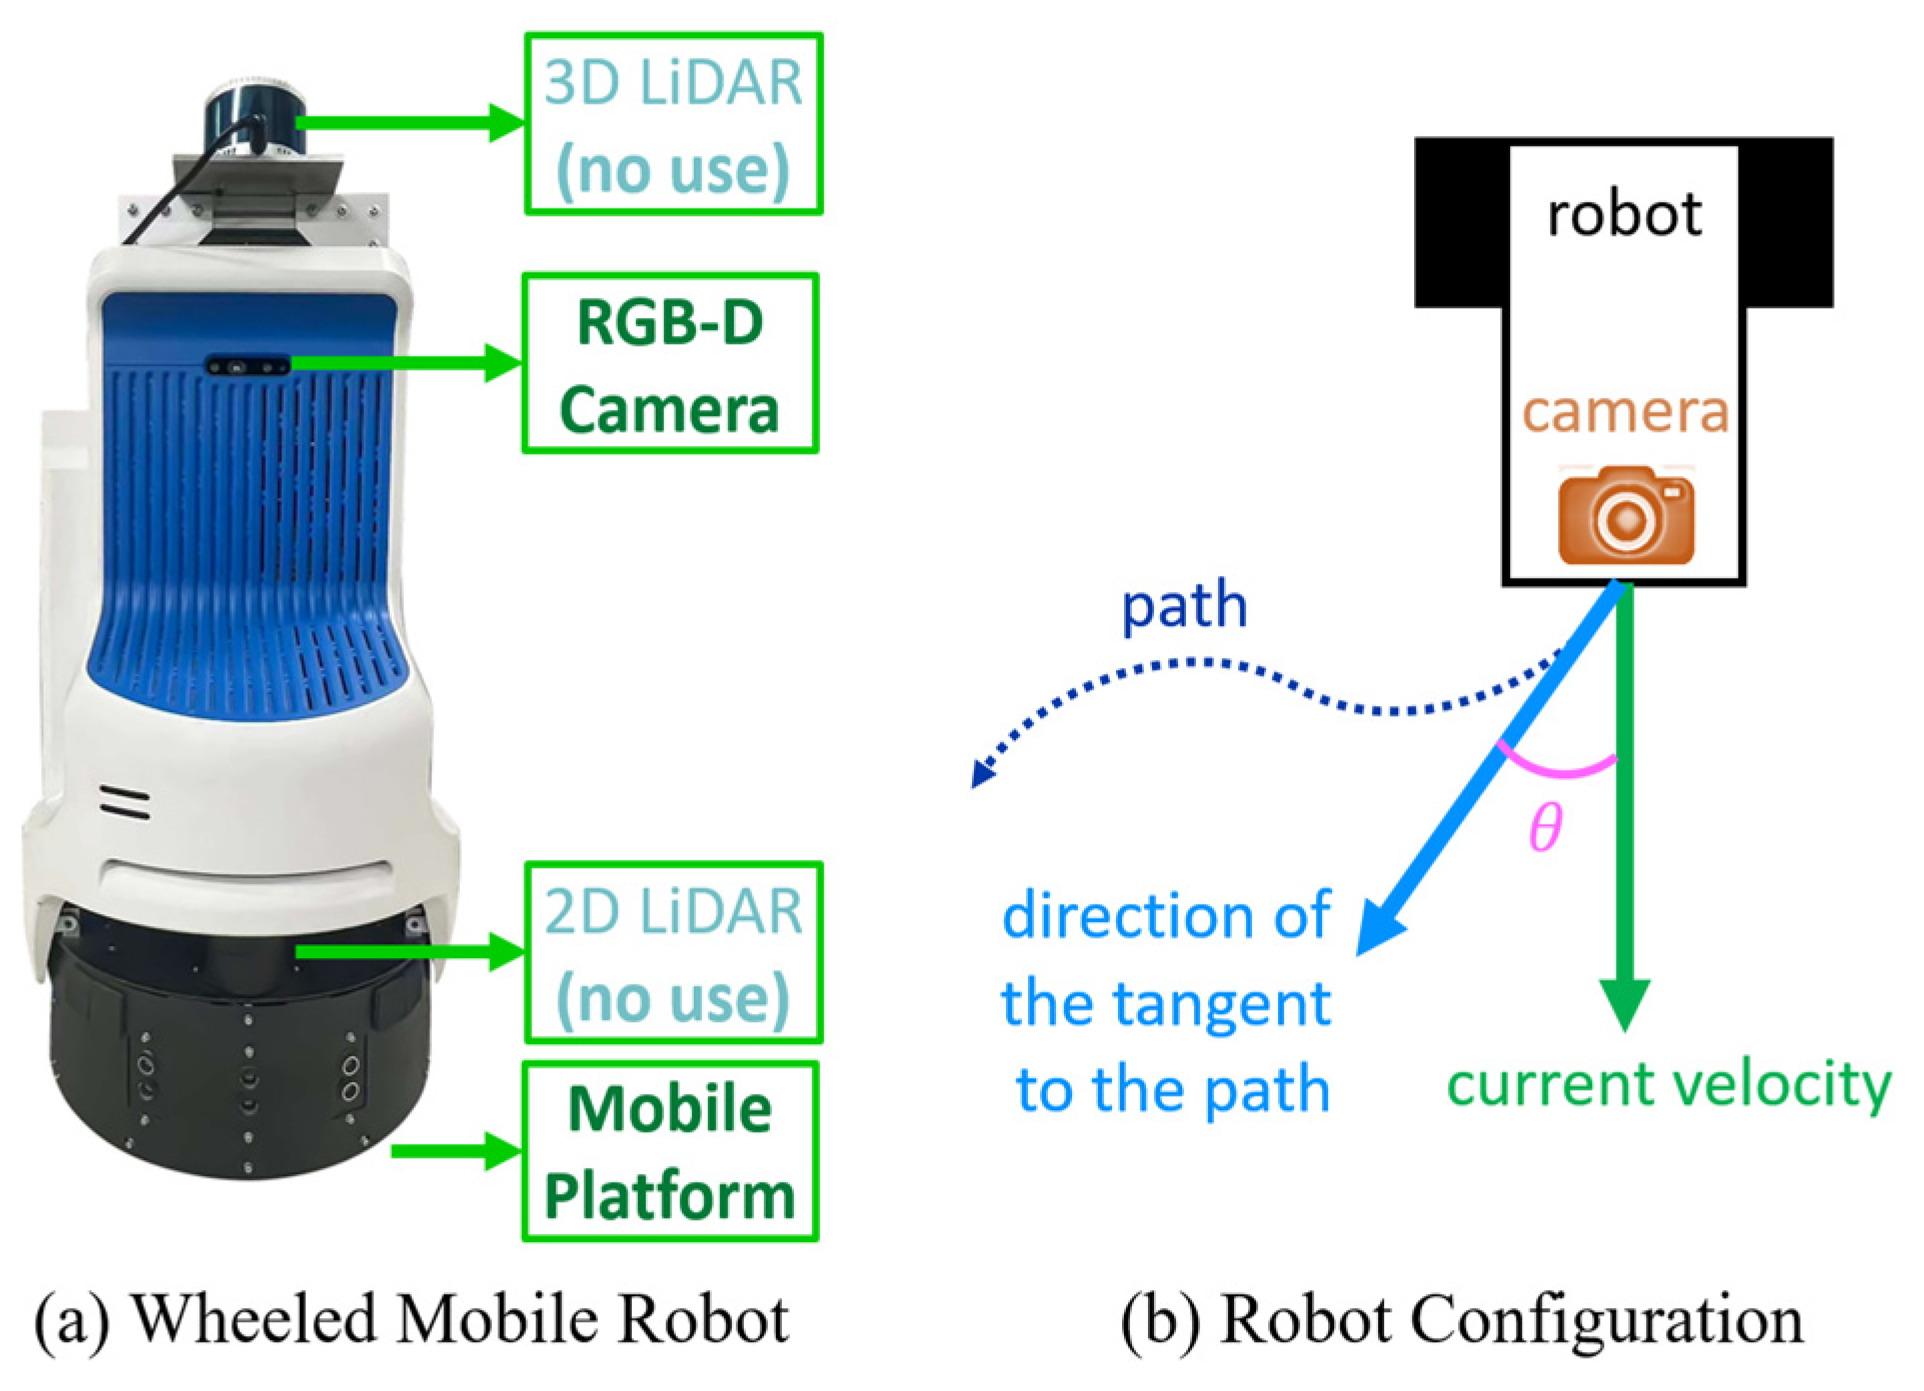 3D LiDAR
(no use)
RGB-D
Camera
2D LiDAR
(no use)
Mobile
Platform
(a) Wheeled Mobile Robot
robot
camera
path
θ
direction of
the tangent
to the path
current velocity
(b) Robot Configuration